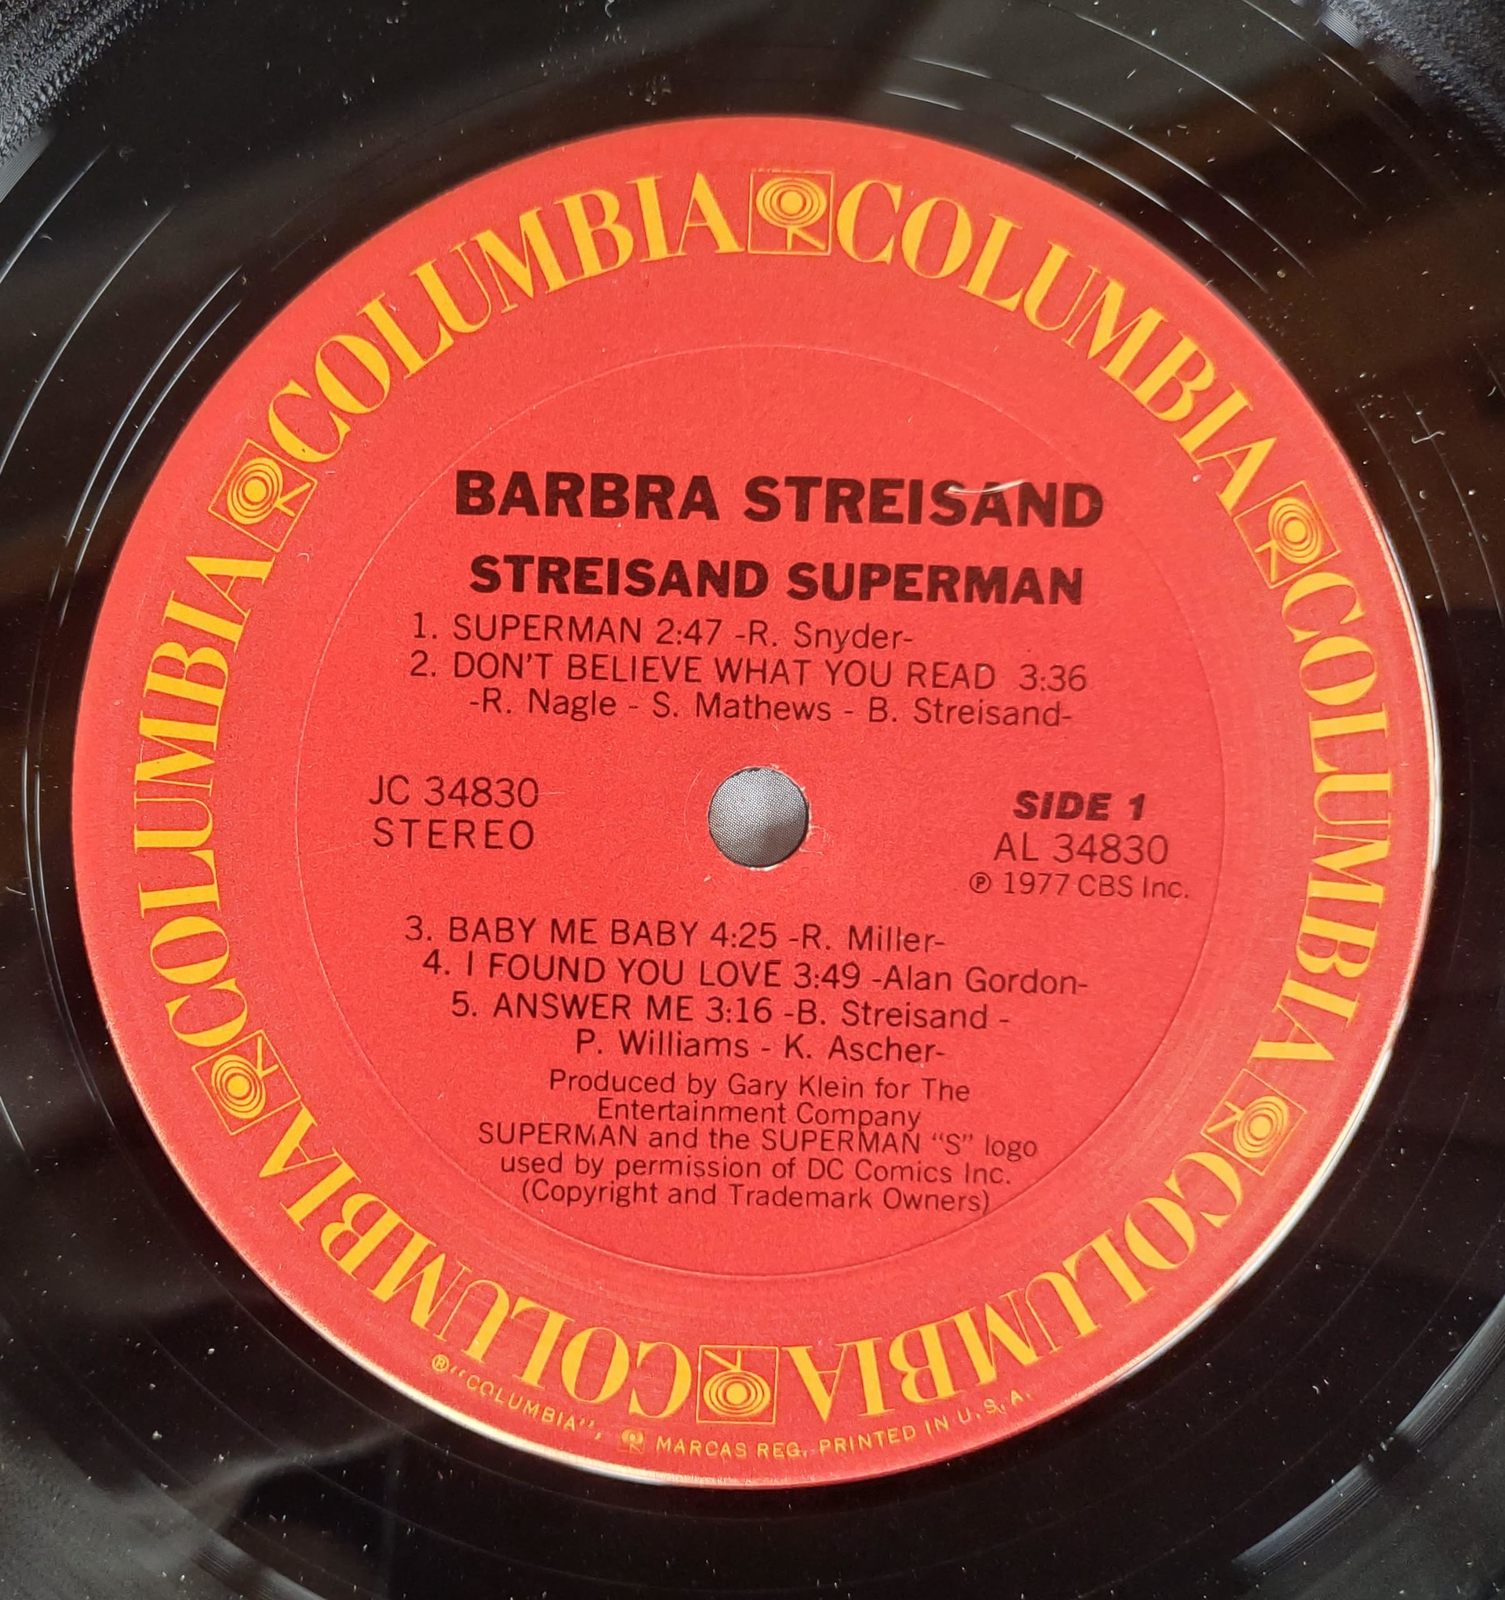 COLUMBIA COLUMBIA COLUMBIA COLUMBIA COLUMBIA COLUMBIA
BARBRA STREISAND
STREISAND SUPERMAN
1. SUPERMAN 2:47 -R. Snyder-
2. DON'T BELIEVE WHAT YOU READ 3:36
-R. Nagle - S. Mathews - B. Streisand-
JC 34830
STEREO
SIDE 1
AL 34830
℗ 1977 CBS Inc.
3. BABY ME BABY 4:25 -R. Miller-
4. I FOUND YOU LOVE 3:49 -Alan Gordon-
5. ANSWER ME 3:16 -B. Streisand -
P. Williams - K. Ascher-
Produced by Gary Klein for The
Entertainment Company
SUPERMAN and the SUPERMAN "S" logo
used by permission of DC Comics Inc.
(Copyright and Trademark Owners)
® "COLUMBIA", MARCAS REG. PRINTED IN U.S.A.